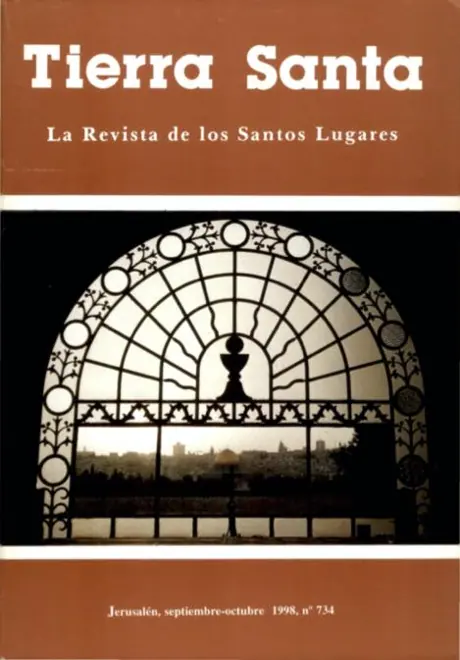 Tierra Santa
La Revista de los Santos Lugares
Jerusalén, septiembre-octubre 1998, nº 734